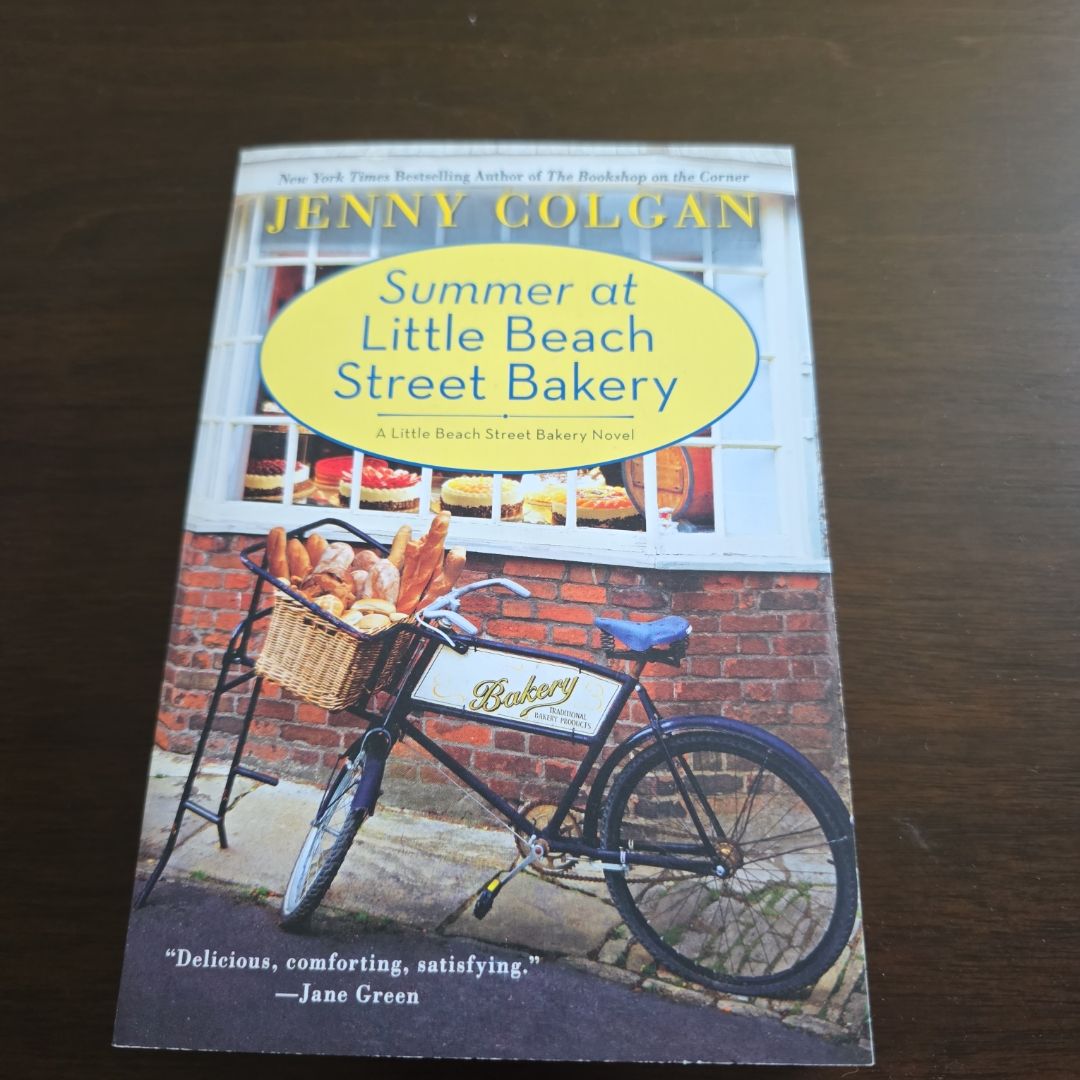 New York Times Bestselling Author of The Bookshop on the Corner
JENNY COLGAN
Summer at
Little Beach
Street Bakery
A Little Beach Street Bakery Novel
Bakery
TRADITIONAL
BAKERY PRODUCTS
"Delicious, comforting, satisfying."
—Jane Green